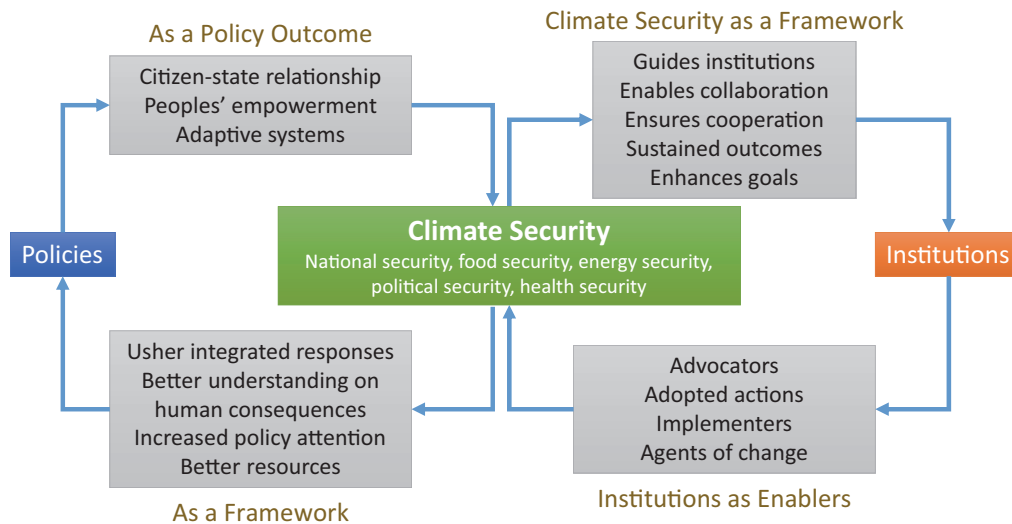 As a Policy Outcome
Citizen-state relationship
Peoples’ empowerment
Adaptive systems
Climate Security as a Framework
Guides institutions
Enables collaboration
Ensures cooperation
Sustained outcomes
Enhances goals
Policies
Climate Security
National security, food security, energy security,
political security, health security
Institutions
Usher integrated responses
Better understanding on
human consequences
Increased policy attention
Better resources
As a Framework
Advocators
Adopted actions
Implementers
Agents of change
Institutions as Enablers